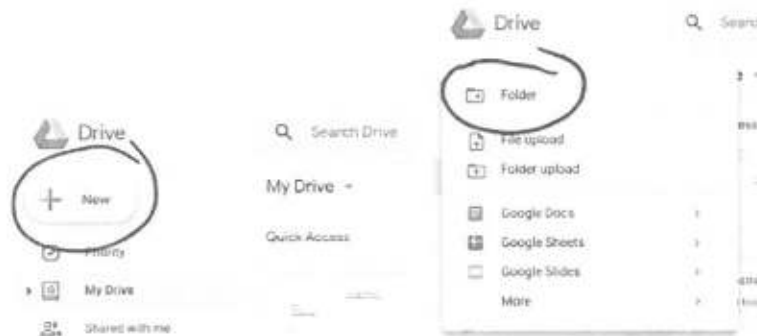 Drive
New
Priority
My Drive
Shared with me
Search Drive
My Drive
Quick Access
Drive
Folder
File upload
Folder upload
Google Docs
Google Sheets
Google Slides
More